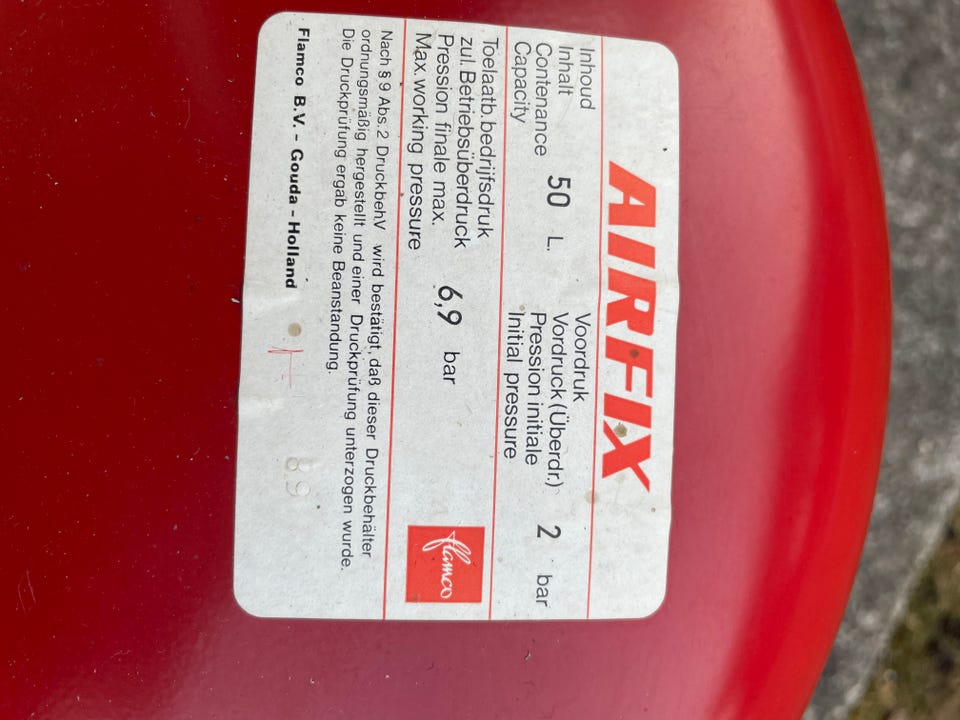 AIRFIX
Inhoud
Inhalt
Contenance 50 L.
Capacity
Voordruk
Vordruck (Überdr.) 2 bar
Pression initiale
Initial pressure
Toelaatb. bedrijfsdruk
zul. Betriebsüberdruck
Pression finale max. 6,9 bar
Max. working pressure
flamco
Nach § 9 Abs. 2 DruckbehV wird bestätigt, daß dieser Druckbehälter
ordnungsmäßig hergestellt und einer Druckprüfung unterzogen wurde.
Die Druckprüfung ergab keine Beanstandung.
Flamco B.V. - Gouda - Holland